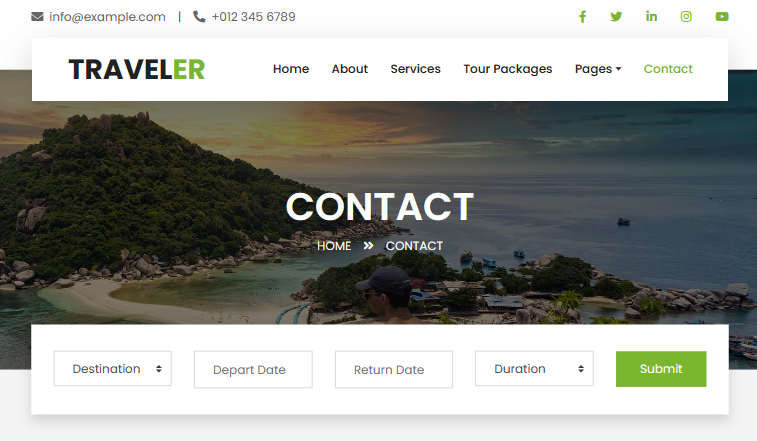 info@example.com | +012 345 6789
TRAVELER Home About Services Tour Packages Pages Contact
CONTACT
HOME » CONTACT
Destination Depart Date Return Date Duration Submit